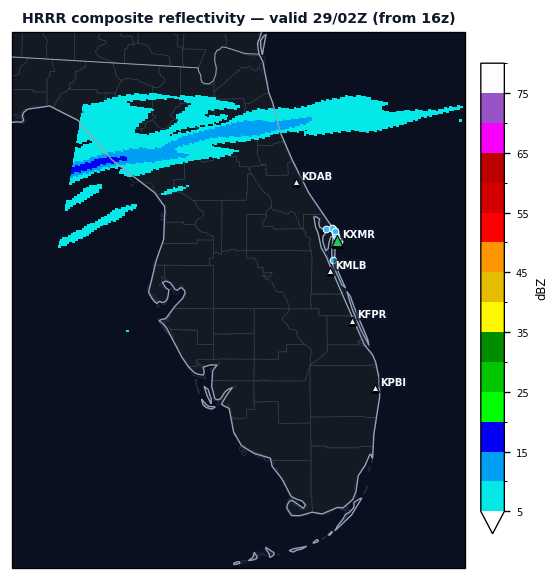 HRRR composite reflectivity — valid 29/02Z (from 16z)
KDAB
KXMR
KMLB
KFPR
KPBI
75
65
55
45
35
25
15
5
dBZ